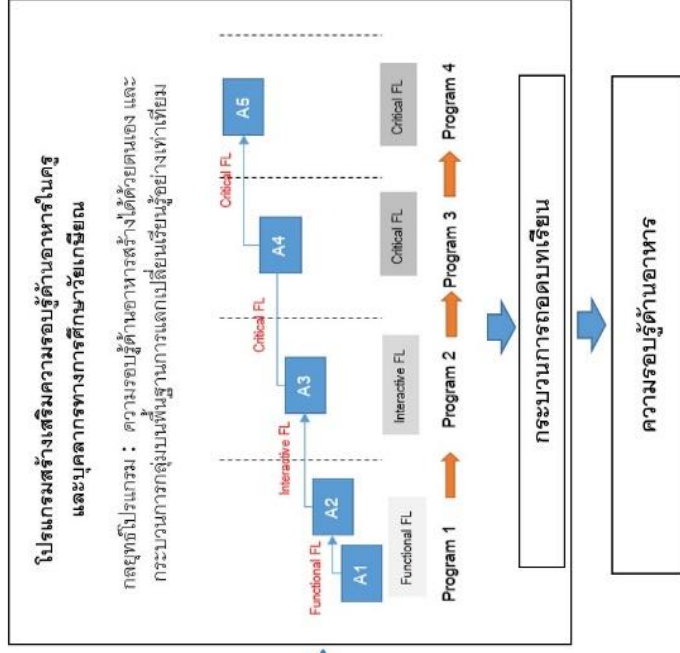 โปรแกรมสร้างเสริมความรอบรู้ด้านอาหารในครู
และบุคลากรทางการศึกษาวัยเกษียณ
กลยุทธ์โปรแกรม : ความรอบรู้ด้านอาหารสร้างได้ด้วยตนเอง และ
กระบวนการกลุ่มบนพื้นฐานการแลกเปลี่ยนเรียนรู้อย่างเท่าเทียม
Functional FL
Interactive FL
Critical FL
Critical FL
A1
A2
A3
A4
A5
Functional FL
Interactive FL
Critical FL
Critical FL
Program 1
Program 2
Program 3
Program 4
กระบวนการถอดบทเรียน
ความรอบรู้ด้านอาหาร